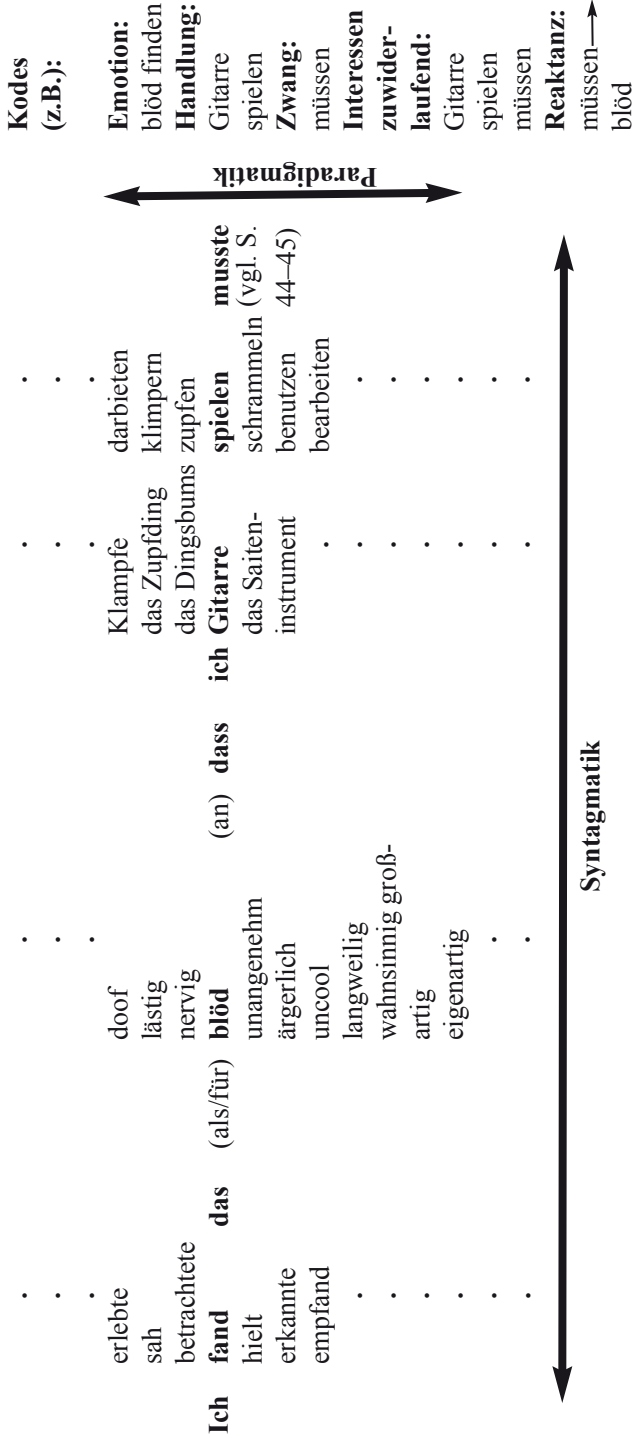 erlebte doof Klampfe darbieten
sah lästig das Zupfding klimpern
betrachtete nervig das Dingsbums zupfen
Ich fand das (als/für) blöd (an) dass ich Gitarre spielen musste
hielt unangenehm das Saiten- schrammeln (vgl. S.
erkannte ärgerlich instrument benutzen 44–45)
empfand uncool bearbeiten
langweilig
wahnsinnig groß-
artig
eigenartig
Syntagmatik
Paradigmatik
Kodes
(z.B.):
Emotion:
blöd finden
Handlung:
Gitarre
spielen
Zwang:
müssen
Interessen
zuwider-
laufend:
Gitarre
spielen
müssen
Reaktanz:
müssen→
blöd